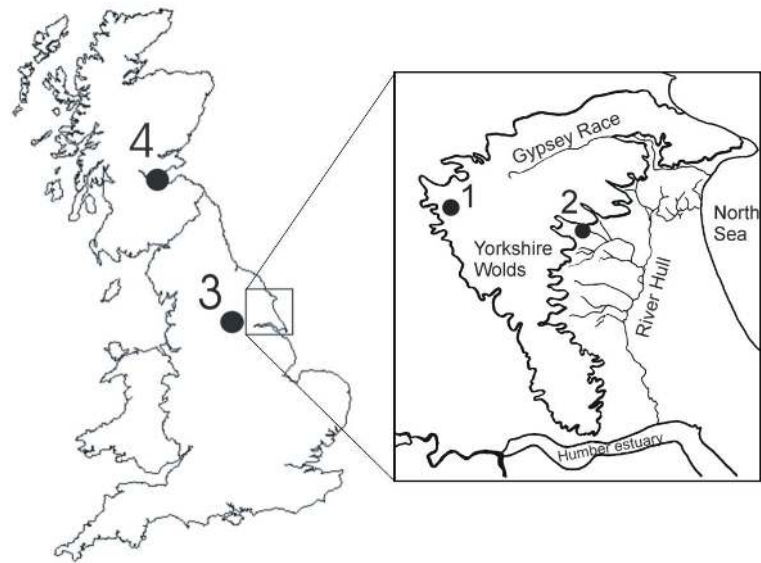 4
3
Gypsey Race
1
2
North
Sea
Yorkshire
Wolds
River Hull
Humber estuary